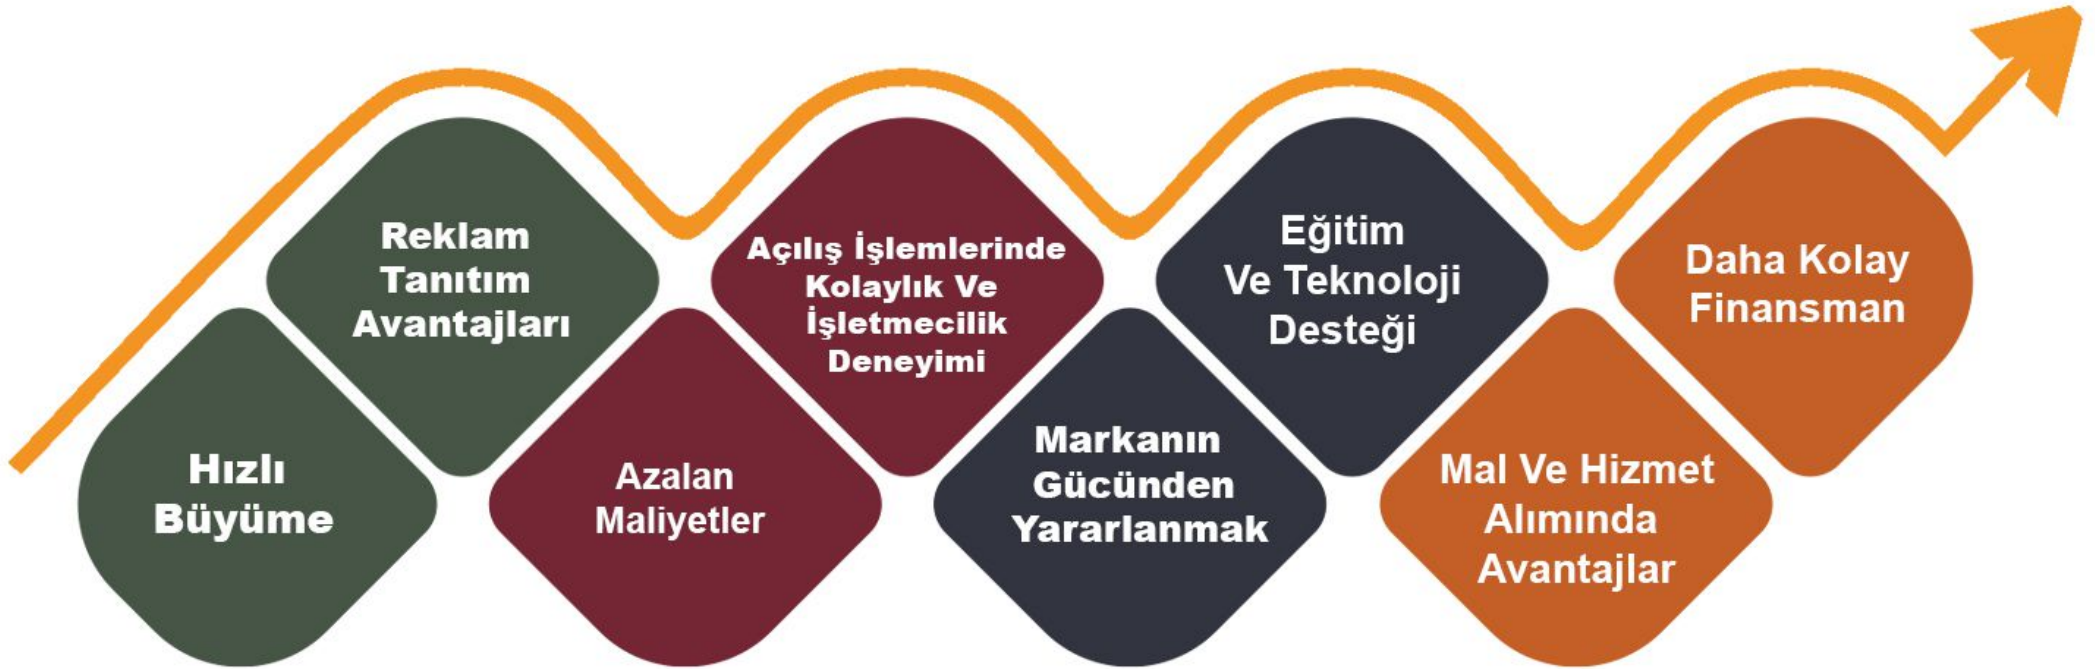 Hızlı
Büyüme
Reklam
Tanıtım
Avantajları
Azalan
Maliyetler
Açılış İşlemlerinde
Kolaylık Ve
İşletmecilik
Deneyimi
Markanın
Gücünden
Yararlanmak
Eğitim
Ve Teknoloji
Desteği
Mal Ve Hizmet
Alımında
Avantajlar
Daha Kolay
Finansman